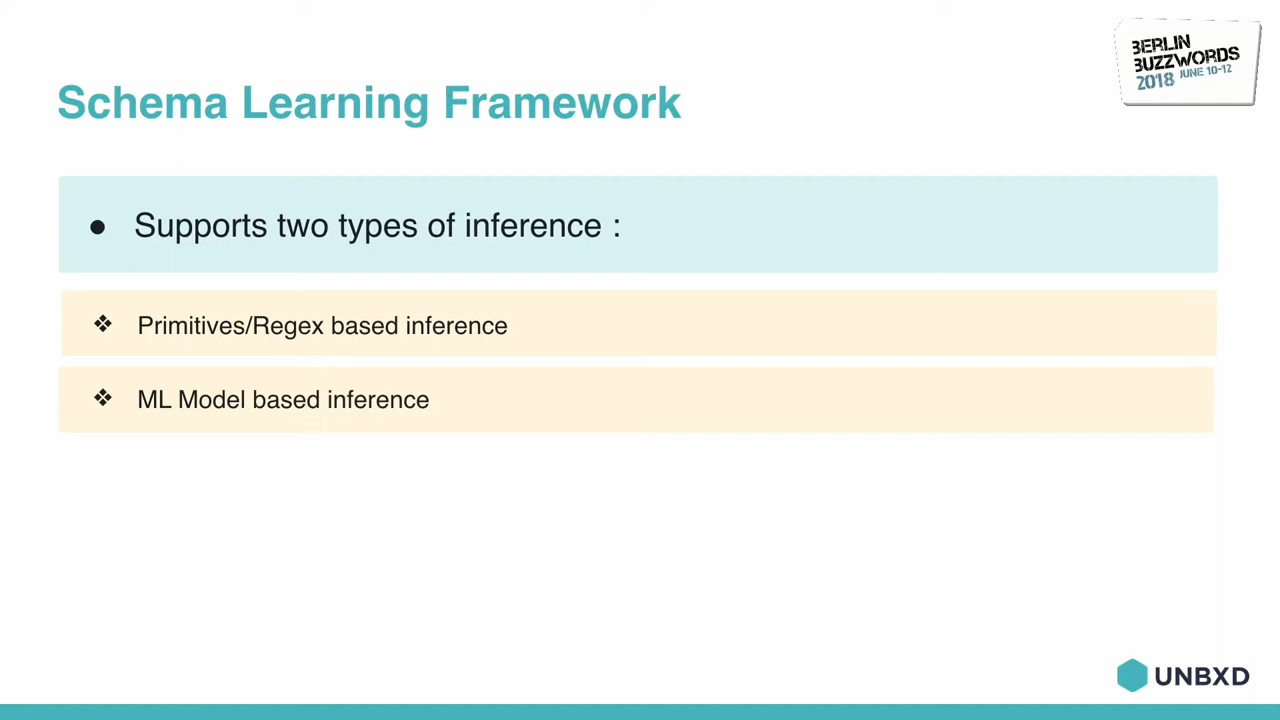 BERLIN
BUZZWORDS
2018 JUNE 10-12
Schema Learning Framework
● Supports two types of inference :
❖ Primitives/Regex based inference
❖ ML Model based inference
UNBXD